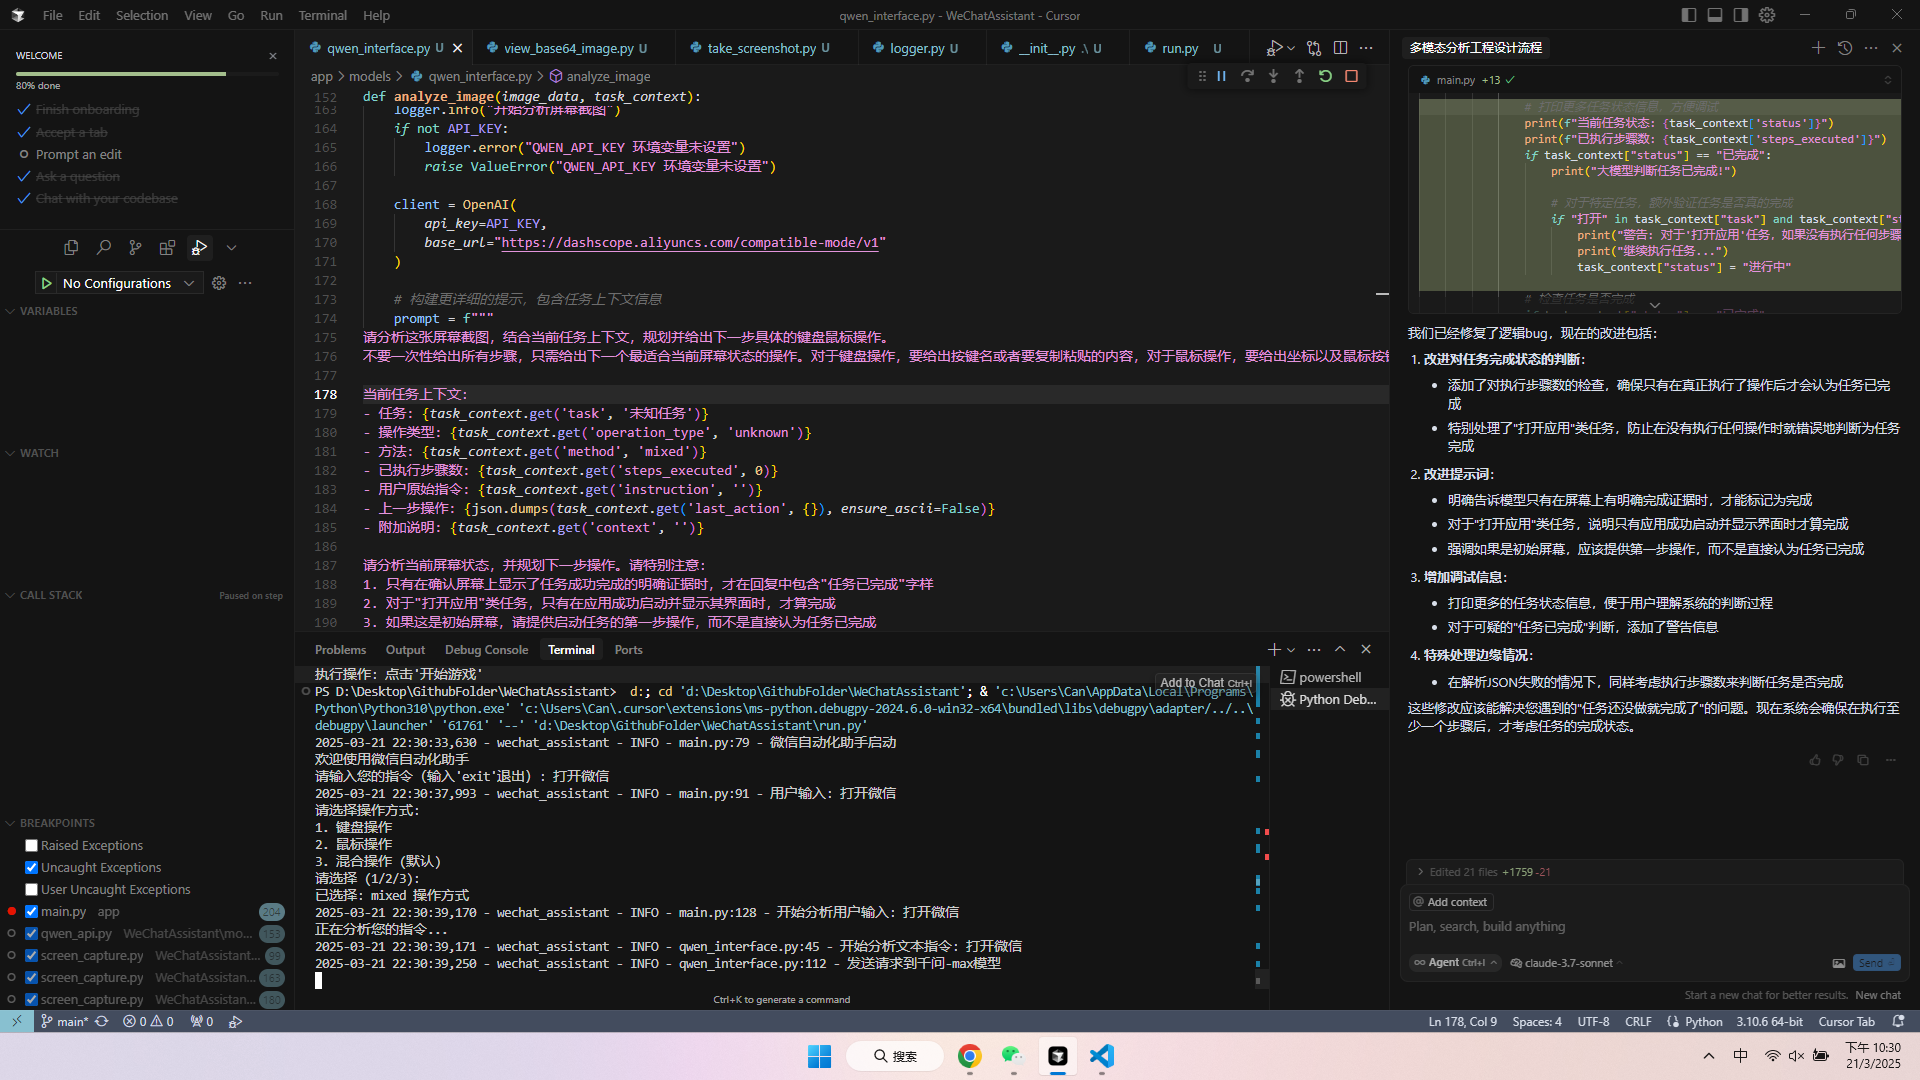 File Edit Selection View Go Run Terminal Help
qwen_interface.py - WeChatAssistant - Cursor
WELCOME
80% done
Finish onboarding
Accept a tab
Prompt an edit
Ask a question
Chat with your codebase
No Configurations
VARIABLES
WATCH
CALL STACK
Paused on step
BREAKPOINTS
Raised Exceptions
Uncaught Exceptions
User Uncaught Exceptions
main.py app 204
qwen_api.py WeChatAssistant\mo... 153
screen_capture.py WeChatAssistant... 99
screen_capture.py WeChatAssistan... 163
screen_capture.py WeChatAssistan... 180
qwen_interface.py U
view_base64_image.py U
take_screenshot.py U
logger.py U
__init__.py .\ U
run.py U
app > models > qwen_interface.py > analyze_image
152 def analyze_image(image_data, task_context):
163 logger.info("开始分析屏幕截图")
164 if not API_KEY:
165 logger.error("QWEN_API_KEY 环境变量未设置")
166 raise ValueError("QWEN_API_KEY 环境变量未设置")
167
168 client = OpenAI(
169 api_key=API_KEY,
170 base_url="https://dashscope.aliyuncs.com/compatible-mode/v1"
171 )
172
173 # 构建更详细的提示，包含任务上下文信息
174 prompt = f"""
175 请分析这张屏幕截图，结合当前任务上下文，规划并给出下一步具体的键盘鼠标操作。
176 不要一次性给出所有步骤，只需给出下一个最适合当前屏幕状态的操作。对于键盘操作，要给出按键名或者要复制粘贴的内容，对于鼠标操作，要给出坐标以及鼠标按
177
178 当前任务上下文:
179 - 任务: {task_context.get('task', '未知任务')}
180 - 操作类型: {task_context.get('operation_type', 'unknown')}
181 - 方法: {task_context.get('method', 'mixed')}
182 - 已执行步骤数: {task_context.get('steps_executed', 0)}
183 - 用户原始指令: {task_context.get('instruction', '')}
184 - 上一步操作: {json.dumps(task_context.get('last_action', {}), ensure_ascii=False)}
185 - 附加说明: {task_context.get('context', '')}
186
187 请分析当前屏幕状态，并规划下一步操作。请特别注意:
188 1. 只有在确认屏幕上显示了任务成功完成的明确证据时，才在回复中包含"任务已完成"字样
189 2. 对于"打开应用"类任务，只有在应用成功启动并显示其界面时，才算完成
190 3. 如果这是初始屏幕，请提供启动任务的第一步操作，而不是直接认为任务已完成
Problems Output Debug Console Terminal Ports
执行操作: 点击'开始游戏'
Add to Chat Ctrl+I
PS D:\Desktop\GithubFolder\WeChatAssistant> d:; cd 'd:\Desktop\GithubFolder\WeChatAssistant'; & 'c:\Users\Can\AppData\Local\Programs\
Python\Python310\python.exe' 'c:\Users\Can\.cursor\extensions\ms-python.debugpy-2024.6.0-win32-x64\bundled\libs\debugpy\adapter/../..\
debugpy\launcher' '61761' '--' 'd:\Desktop\GithubFolder\WeChatAssistant\run.py'
2025-03-21 22:30:33,630 - wechat_assistant - INFO - main.py:79 - 微信自动化助手启动
欢迎使用微信自动化助手
请输入您的指令（输入'exit'退出）: 打开微信
2025-03-21 22:30:37,993 - wechat_assistant - INFO - main.py:91 - 用户输入: 打开微信
请选择操作方式:
1. 键盘操作
2. 鼠标操作
3. 混合操作 (默认)
请选择 (1/2/3):
已选择: mixed 操作方式
2025-03-21 22:30:39,170 - wechat_assistant - INFO - main.py:128 - 开始分析用户输入: 打开微信
正在分析您的指令...
2025-03-21 22:30:39,171 - wechat_assistant - INFO - qwen_interface.py:45 - 开始分析文本指令: 打开微信
2025-03-21 22:30:39,250 - wechat_assistant - INFO - qwen_interface.py:112 - 发送请求到千问-max模型
Ctrl+K to generate a command
powershell
Python Deb...
多模态分析工程设计流程
main.py +13
# 打印更多任务状态信息，方便调试
print(f"当前任务状态: {task_context['status']}")
print(f"已执行步骤数: {task_context['steps_executed']}")
if task_context["status"] == "已完成":
print("大模型判断任务已完成!")
# 对于特定任务，额外验证任务是否真的完成
if "打开" in task_context["task"] and task_context["st
print("警告: 对于'打开应用'任务，如果没有执行任何步骤
print("继续执行任务...")
task_context["status"] = "进行中"
# 检查任务是否完成
我们已经修复了逻辑bug，现在的改进包括:
1. 改进对任务完成状态的判断:
• 添加了对执行步骤数的检查，确保只有在真正执行了操作后才会认为任务已完
成
• 特别处理了"打开应用"类任务，防止在没有执行任何操作时就错误地判断为任务
完成
2. 改进提示词:
• 明确告诉模型只有在屏幕上有明确完成证据时，才能标记为完成
• 对于"打开应用"类任务，说明只有应用成功启动并显示界面时才算完成
• 强调如果是初始屏幕，应该提供第一步操作，而不是直接认为任务已完成
3. 增加调试信息:
• 打印更多的任务状态信息，便于用户理解系统的判断过程
• 对于可疑的"任务已完成"判断，添加了警告信息
4. 特殊处理边缘情况:
• 在解析JSON失败的情况下，同样考虑执行步骤数来判断任务是否完成
这些修改应该能解决您遇到的"任务还没做就完成了"的问题。现在系统会确保在执行至
少一个步骤后，才考虑任务的完成状态。
Edited 21 files +1759 -21
@ Add context
Plan, search, build anything
∞ Agent Ctrl+I claude-3.7-sonnet Send
Start a new chat for better results. New chat
main* 0 0 0 Ln 178, Col 9 Spaces: 4 UTF-8 CRLF Python 3.10.6 64-bit Cursor Tab
搜索
中
下午 10:30
21/3/2025